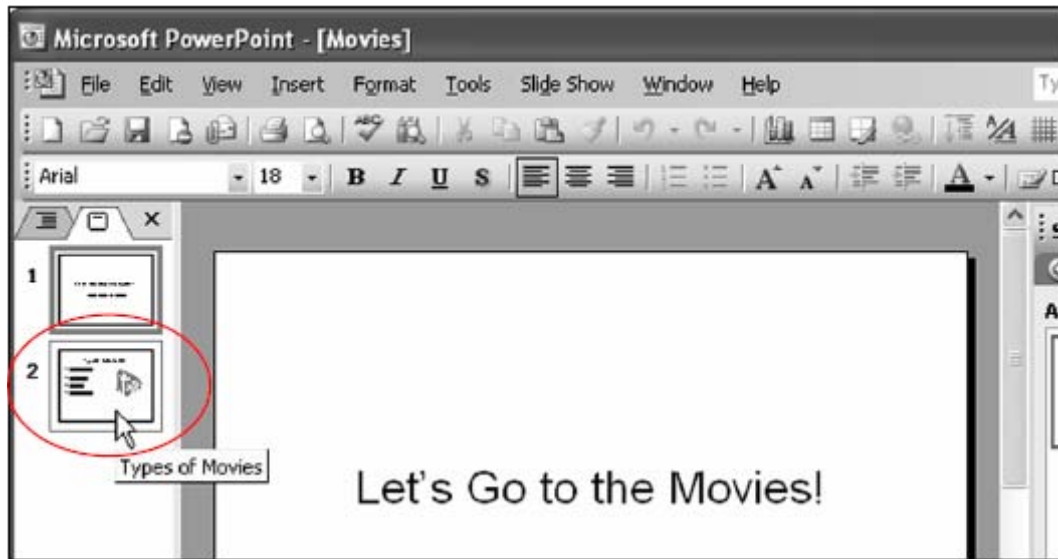 Microsoft PowerPoint - [Movies]
File Edit View Insert Format Tools Slide Show Window Help Ty
Arial 18 B I U S A A A
1
2
Types of Movies
Let's Go to the Movies!
A